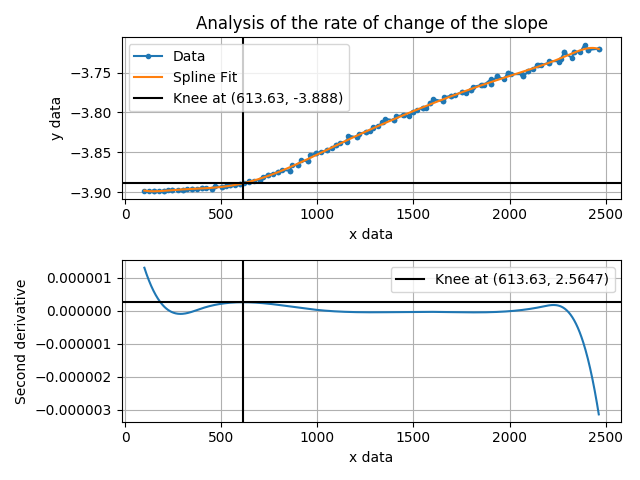 Analysis of the rate of change of the slope
Data
Spline Fit
Knee at (613.63, -3.888)
−3.75
−3.80
−3.85
−3.90
y data
0 500 1000 1500 2000 2500
x data
Knee at (613.63, 2.5647)
0.000001
0.000000
−0.000001
−0.000002
−0.000003
Second derivative
0 500 1000 1500 2000 2500
x data